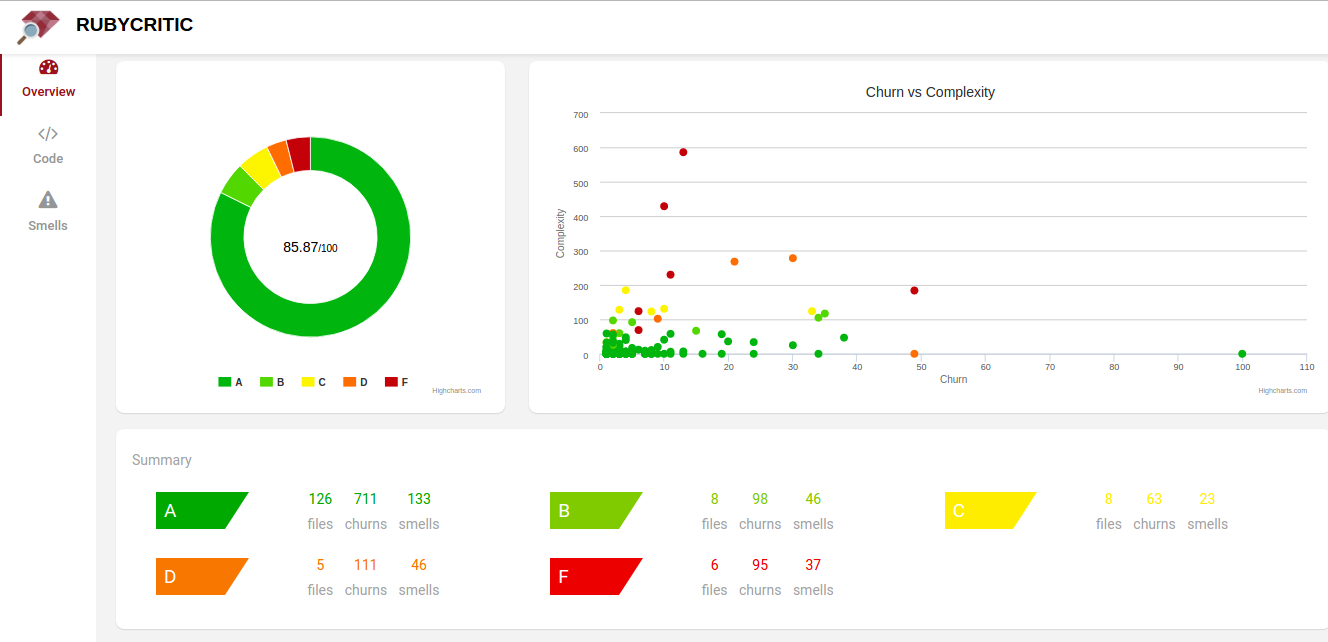 RUBYCRITIC
Overview
Code
Smells
85.87/100
A B C D F
Highcharts.com
Churn vs Complexity
Complexity
700
600
500
400
300
200
100
0
0 10 20 30 40 50 60 70 80 90 100 110
Churn
Highcharts.com
Summary
A
126 711 133
files churns smells
B
8 98 46
files churns smells
C
8 63 23
files churns smells
D
5 111 46
files churns smells
F
6 95 37
files churns smells